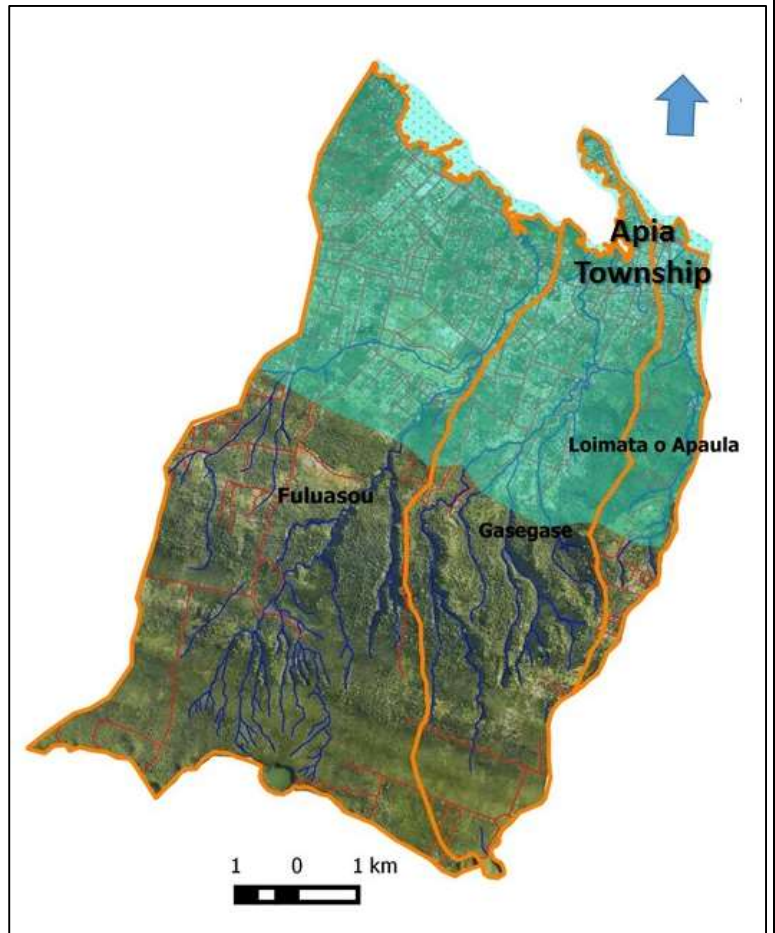 Apia
Township
Loimata o Apaula
Fuluasou
Gasegase
1 0 1 km